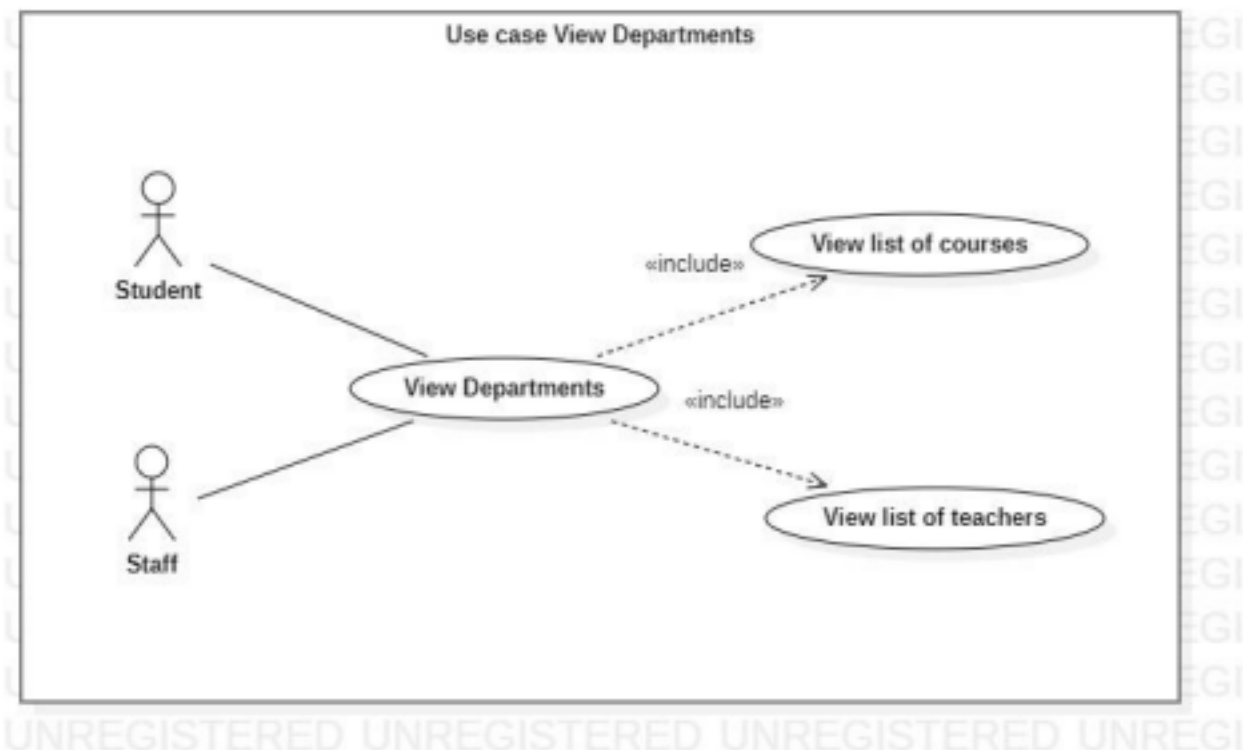 Use case View Departments
Student
«include»
View list of courses
View Departments
«include»
Staff
View list of teachers
UNREGISTERED UNREGISTERED UNREGISTERED UNREGI